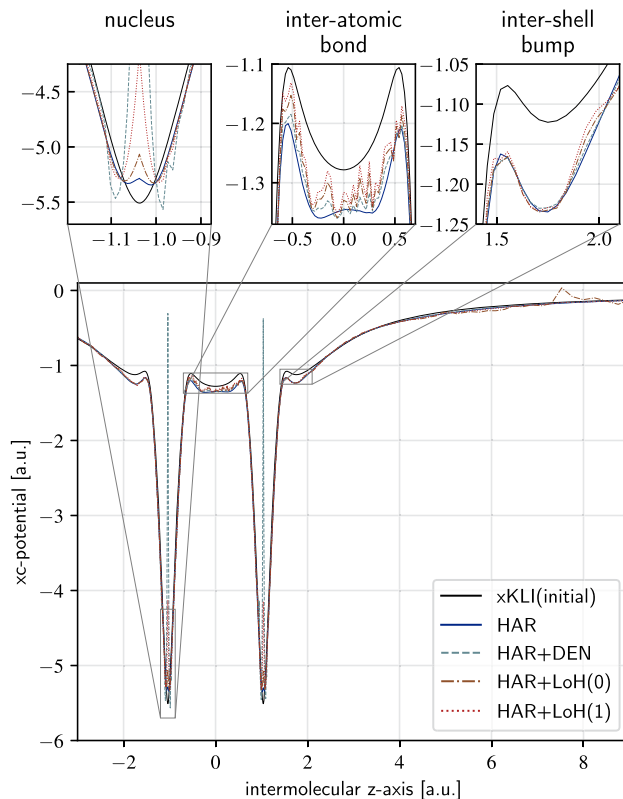 nucleus
inter-atomic
bond
inter-shell
bump
−4.5
−5.0
−5.5
−1.1 −1.0 −0.9
−1.1
−1.2
−1.3
−0.5 0.0 0.5
−1.05
−1.10
−1.15
−1.20
−1.25
1.5 2.0
0
−1
−2
−3
−4
−5
−6
xc-potential [a.u.]
xKLI(initial)
HAR
HAR+DEN
HAR+LoH(0)
HAR+LoH(1)
−2 0 2 4 6 8
intermolecular z-axis [a.u.]